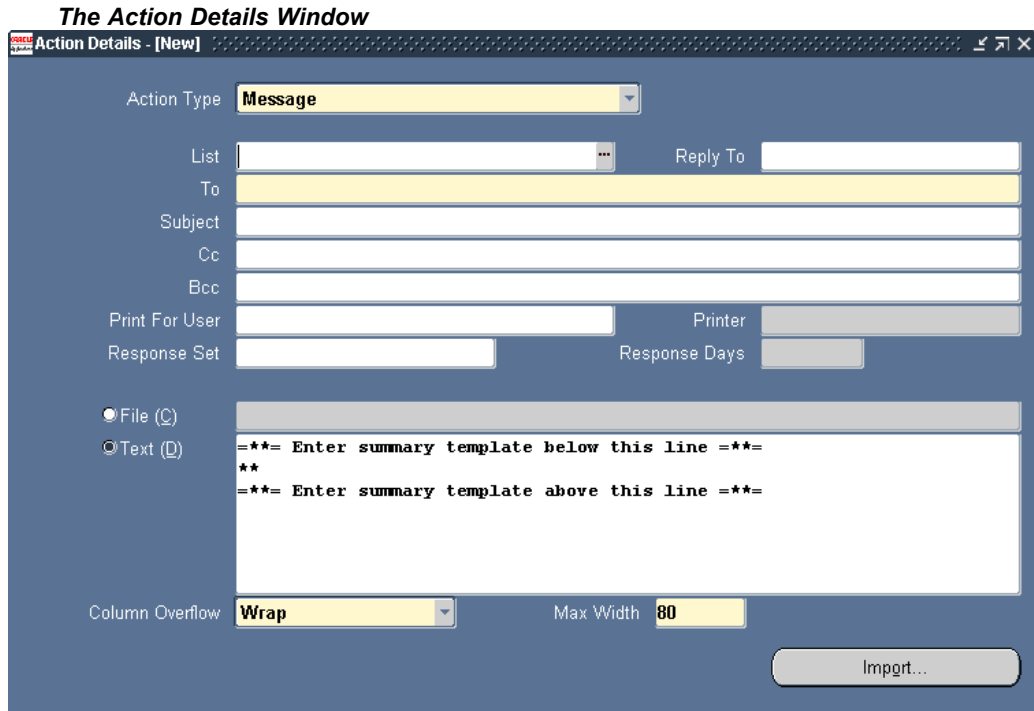 The Action Details Window
ORACLE Action Details - [New]
Action Type Message
List ... Reply To
To
Subject
Cc
Bcc
Print For User Printer
Response Set Response Days
File (C)
Text (D) =**= Enter summary template below this line =**=
**
=**= Enter summary template above this line =**=
Column Overflow Wrap Max Width 80
Import...